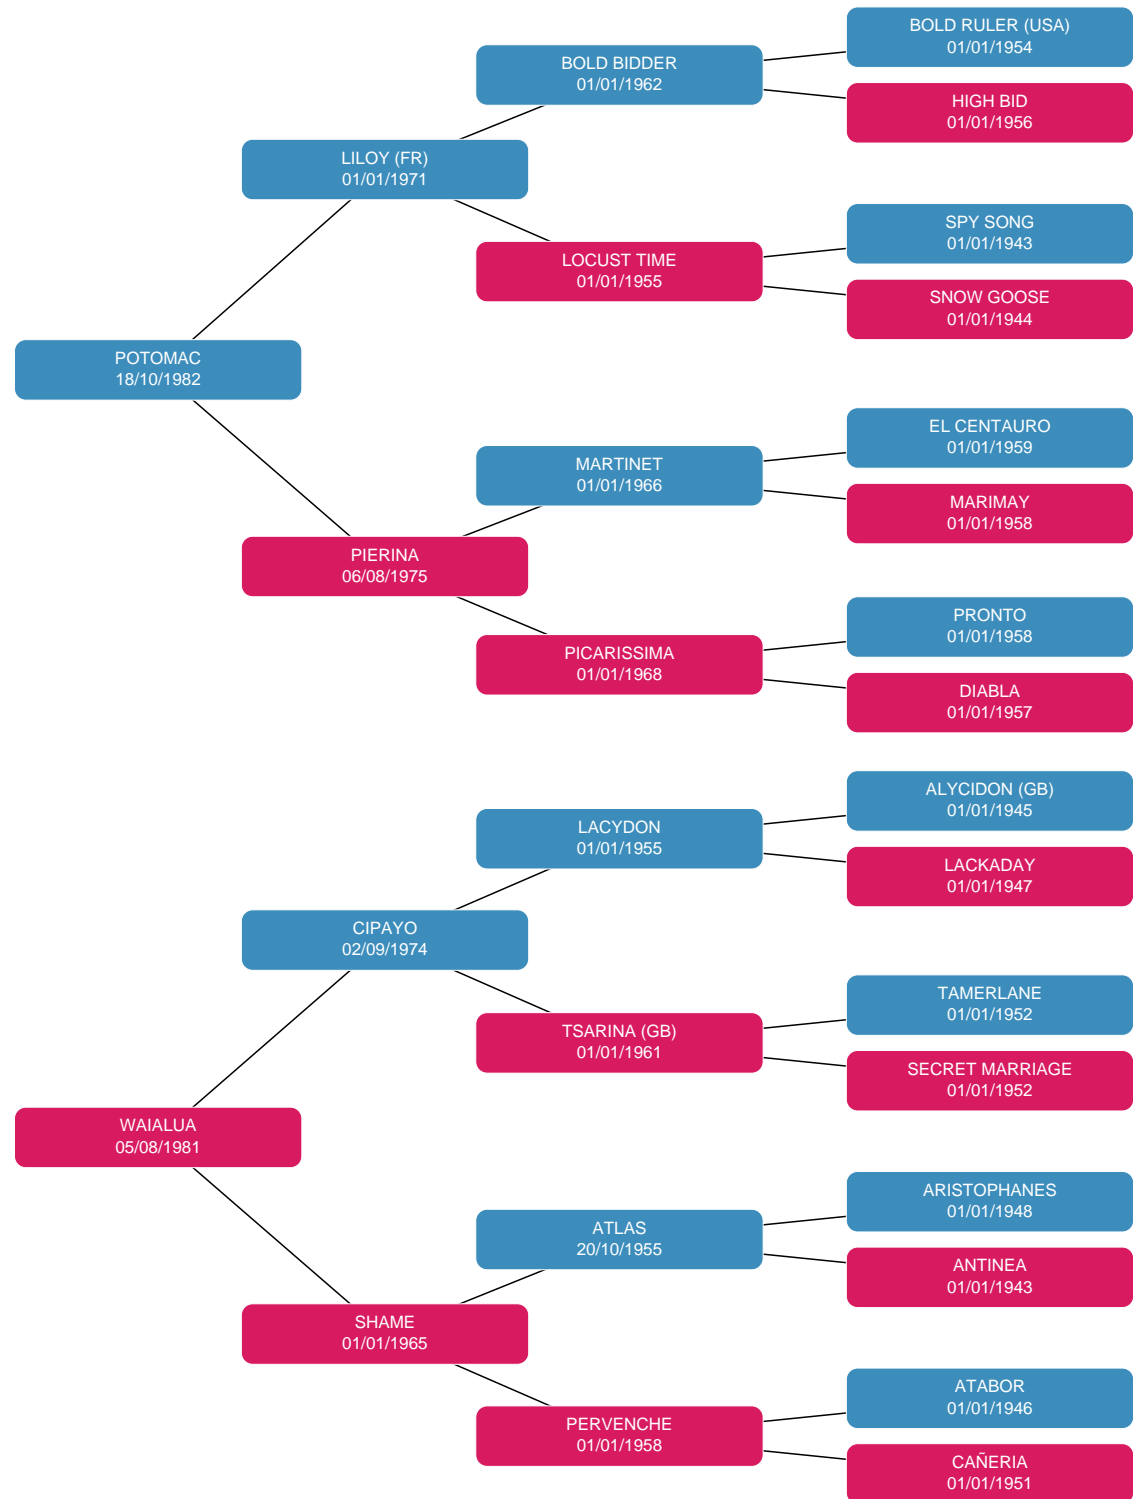 BOLD RULER (USA)
01/01/1954
BOLD BIDDER
01/01/1962
HIGH BID
01/01/1956
LILOY (FR)
01/01/1971
SPY SONG
01/01/1943
LOCUST TIME
01/01/1955
SNOW GOOSE
01/01/1944
POTOMAC
18/10/1982
EL CENTAURO
01/01/1959
MARTINET
01/01/1966
MARIMAY
01/01/1958
PIERINA
06/08/1975
PRONTO
01/01/1958
PICARISSIMA
01/01/1968
DIABLA
01/01/1957
ALYCIDON (GB)
01/01/1945
LACYDON
01/01/1955
LACKADAY
01/01/1947
CIPAYO
02/09/1974
TAMERLANE
01/01/1952
TSARINA (GB)
01/01/1961
SECRET MARRIAGE
01/01/1952
WAIALUA
05/08/1981
ARISTOPHANES
01/01/1948
ATLAS
20/10/1955
ANTINEA
01/01/1943
SHAME
01/01/1965
ATABOR
01/01/1946
PERVENCHE
01/01/1958
CAÑERIA
01/01/1951